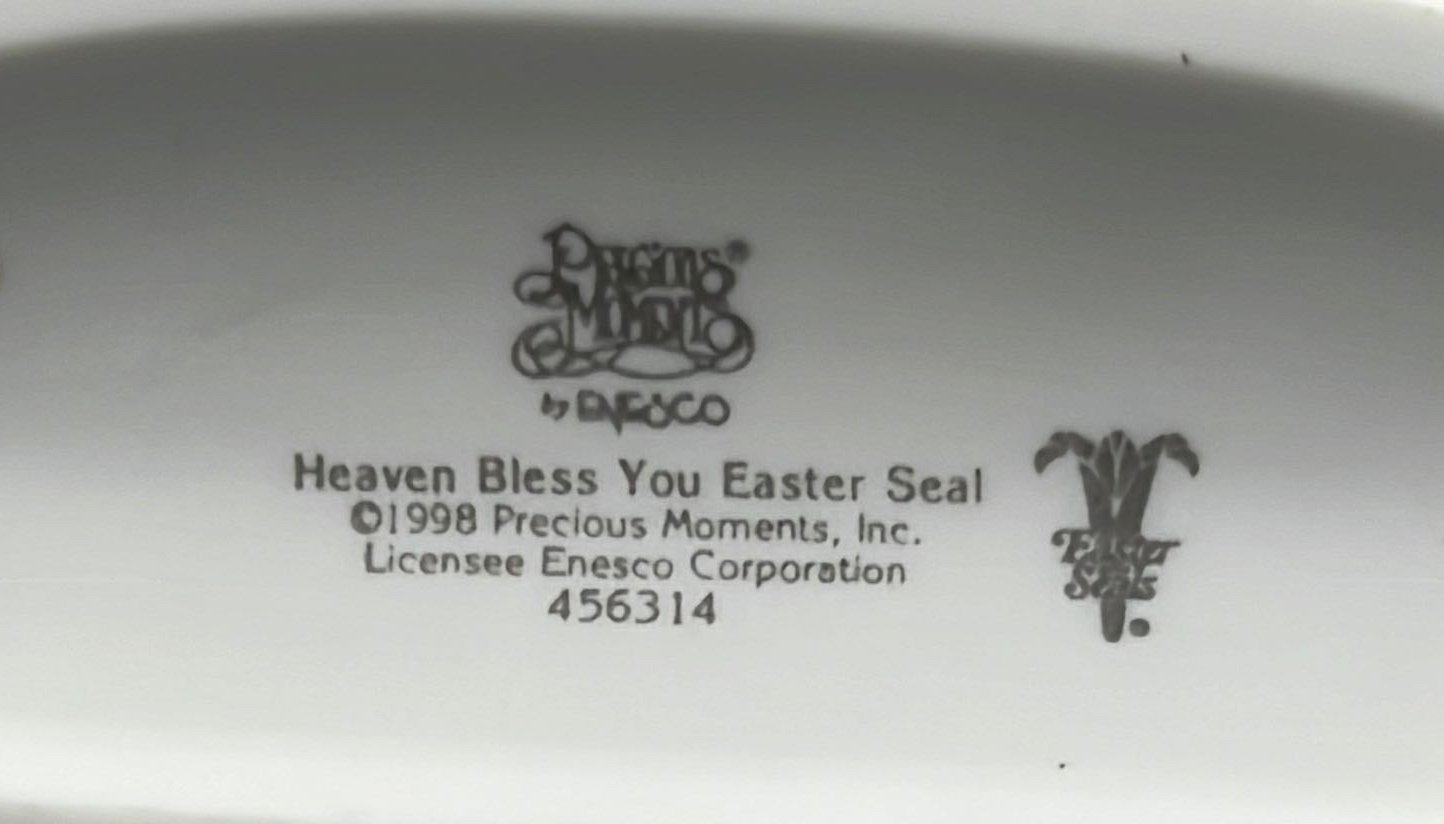 Precious®
Moments
by ENESCO
Heaven Bless You Easter Seal
©1998 Precious Moments, Inc.
Licensee Enesco Corporation
456314
Easter
Seals